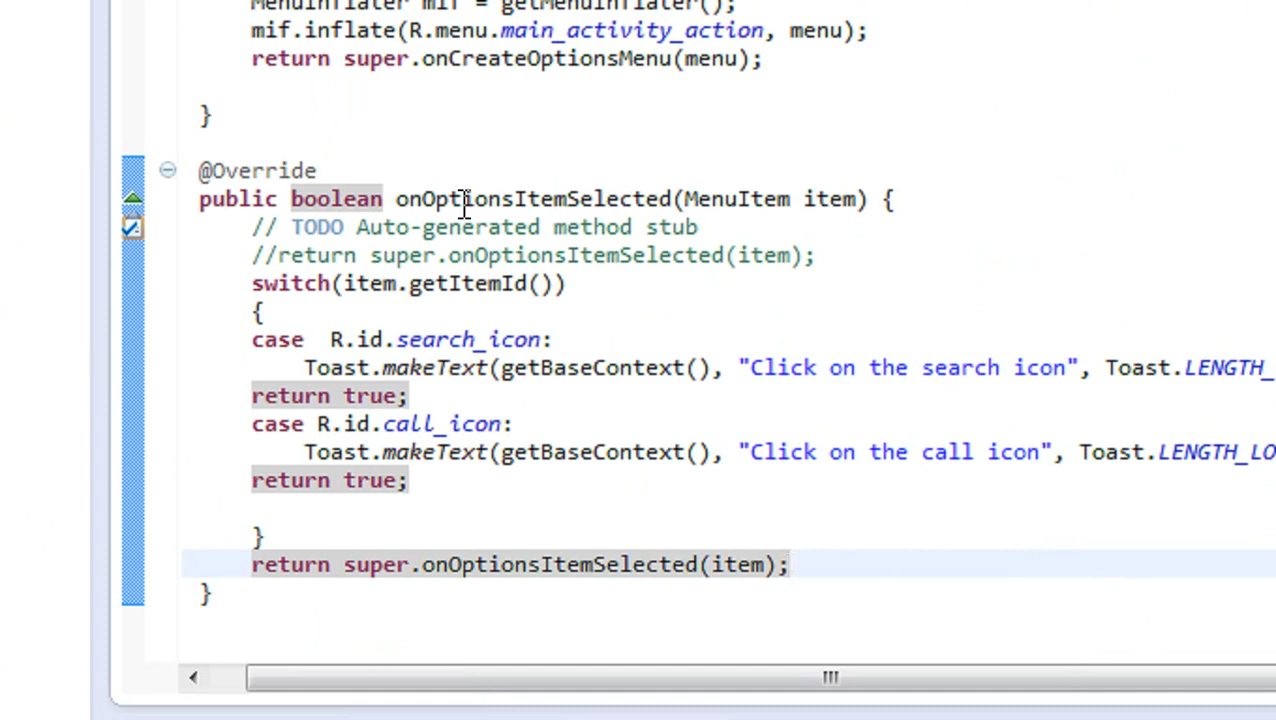 MenuInflater mif = getMenuInflater();
mif.inflate(R.menu.main_activity_action, menu);
return super.onCreateOptionsMenu(menu);
}
@Override
public boolean onOptionsItemSelected(MenuItem item) {
// TODO Auto-generated method stub
//return super.onOptionsItemSelected(item);
switch(item.getItemId())
{
case R.id.search_icon:
Toast.makeText(getBaseContext(), "Click on the search icon", Toast.LENGTH_
return true;
case R.id.call_icon:
Toast.makeText(getBaseContext(), "Click on the call icon", Toast.LENGTH_LO
return true;
}
return super.onOptionsItemSelected(item);
}